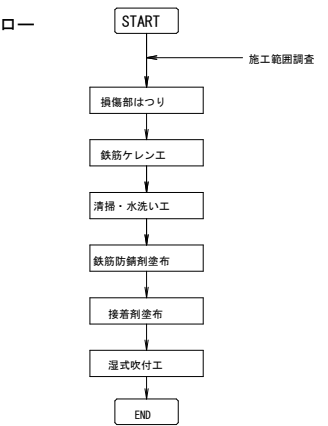 ロー
START
施工範囲調査
損傷部はつり
鉄筋ケレン工
清掃・水洗い工
鉄筋防錆剤塗布
接着剤塗布
湿式吹付工
END